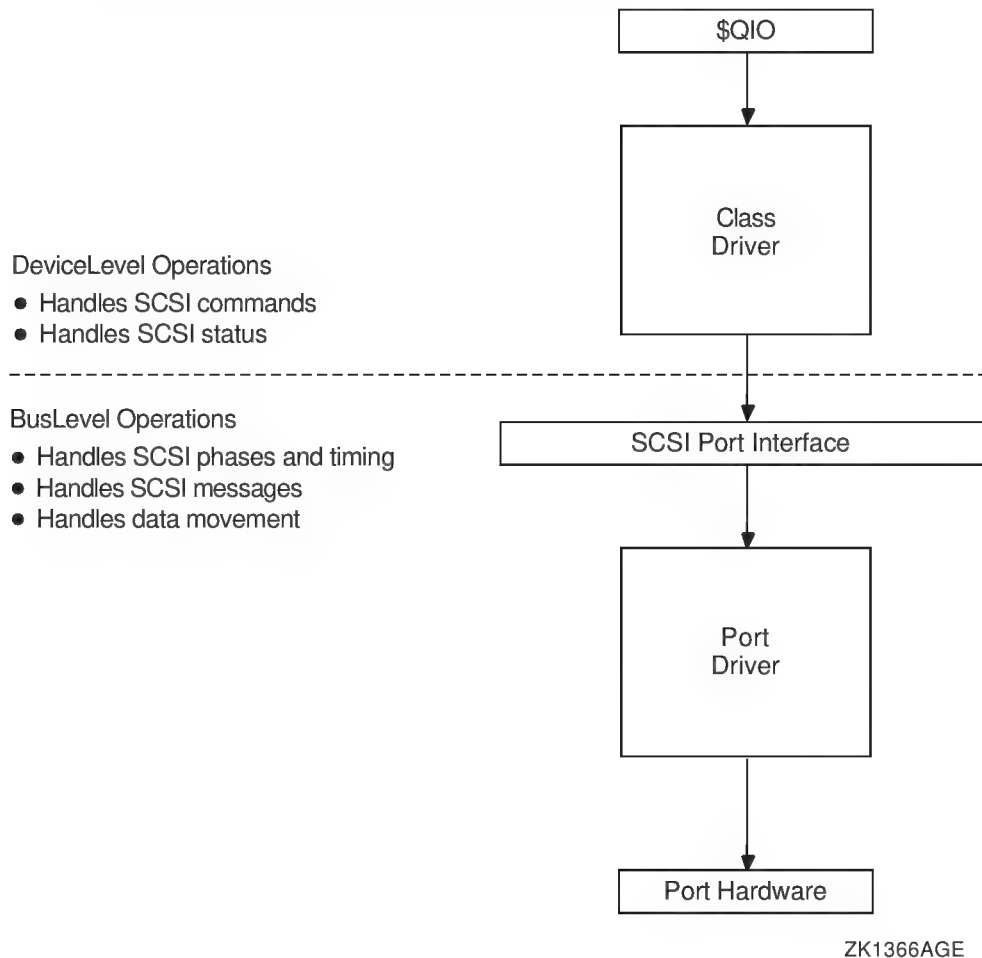 $QIO
Class
Driver
DeviceLevel Operations
• Handles SCSI commands
• Handles SCSI status
BusLevel Operations
• Handles SCSI phases and timing
• Handles SCSI messages
• Handles data movement
SCSI Port Interface
Port
Driver
Port Hardware
ZK1366AGE